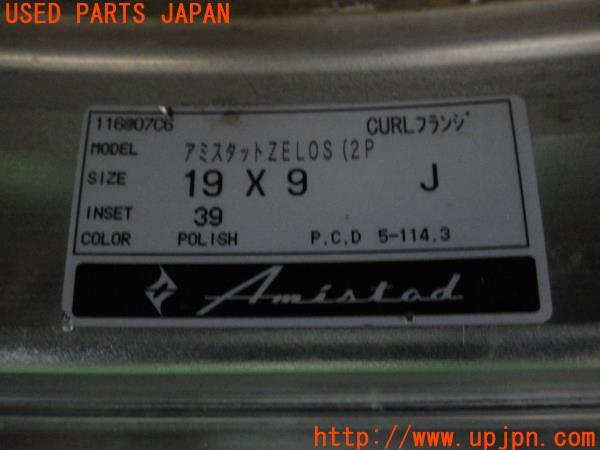 USED PARTS JAPAN
116007C6 CURLフランジ
MODEL アミスタットZELOS (2P
SIZE 19 X 9 J
INSET 39
COLOR POLISH P.C.D 5-114.3
Amistad
UPJ
http://www.upjpn.com/